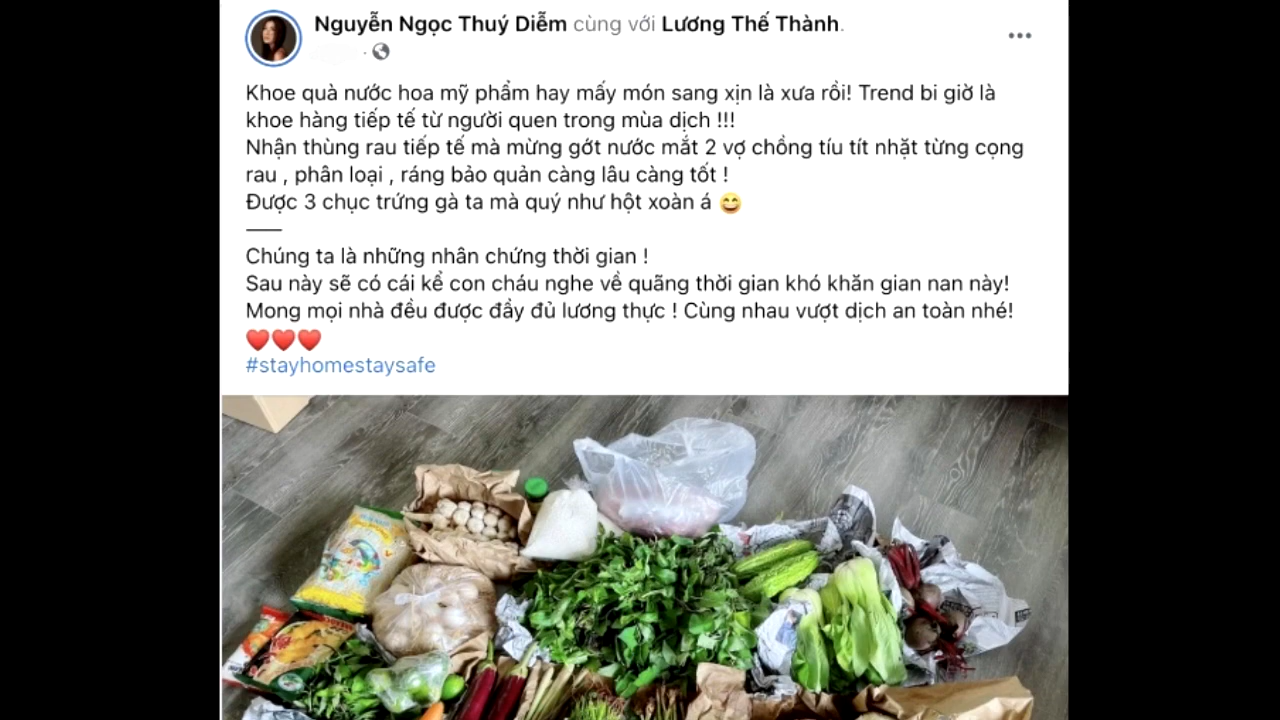 Nguyễn Ngọc Thuý Diễm cùng với Lương Thế Thành.
Khoe quà nước hoa mỹ phẩm hay mấy món sang xịn là xưa rồi! Trend bi giờ là
khoe hàng tiếp tế từ người quen trong mùa dịch !!!
Nhận thùng rau tiếp tế mà mừng gớt nước mắt 2 vợ chồng tíu tít nhặt từng cọng
rau , phân loại , ráng bảo quản càng lâu càng tốt !
Được 3 chục trứng gà ta mà quý như hột xoàn á 😄
Chúng ta là những nhân chứng thời gian !
Sau này sẽ có cái kể con cháu nghe về quãng thời gian khó khăn gian nan này!
Mong mọi nhà đều được đầy đủ lương thực ! Cùng nhau vượt dịch an toàn nhé!
❤️❤️❤️
#stayhomestaysafe